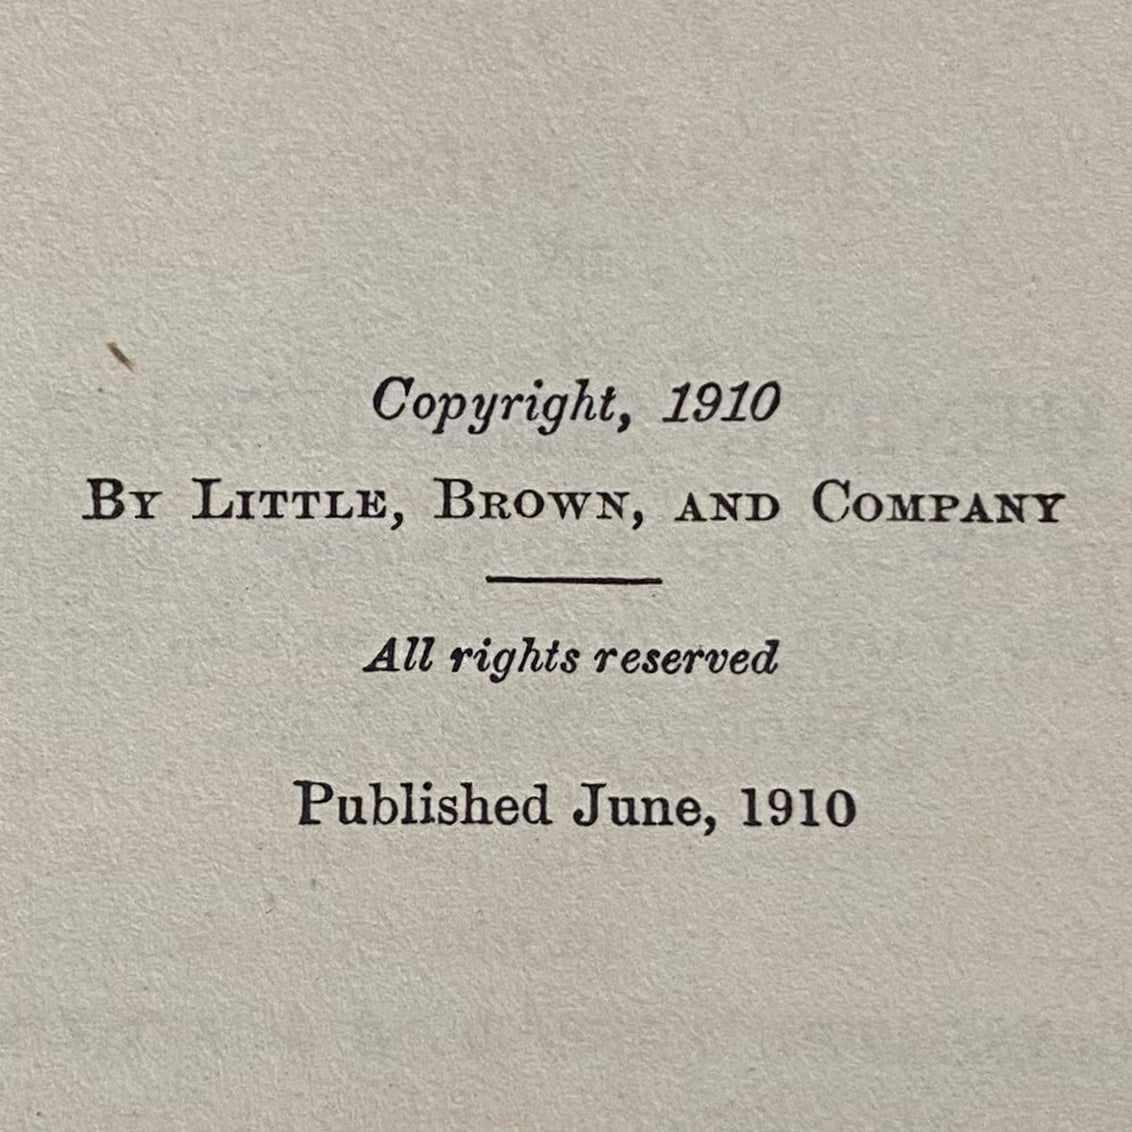 Copyright, 1910
By Little, Brown, and Company
All rights reserved
Published June, 1910